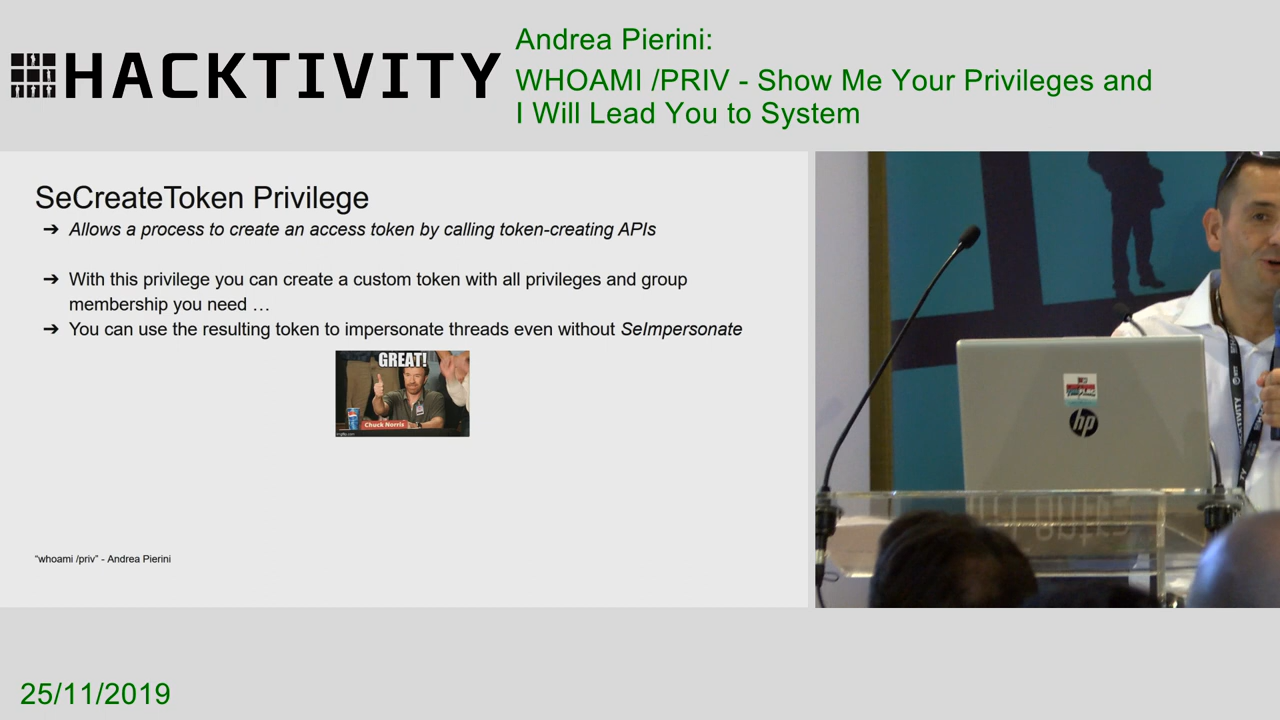 HACKTIVITY
Andrea Pierini:
WHOAMI /PRIV - Show Me Your Privileges and
I Will Lead You to System
SeCreateToken Privilege
➔ Allows a process to create an access token by calling token-creating APIs
➔ With this privilege you can create a custom token with all privileges and group
membership you need …
➔ You can use the resulting token to impersonate threads even without SeImpersonate
GREAT!
Chuck Norris
imgflip.com
“whoami /priv” - Andrea Pierini
hp
HACKTIVITY
25/11/2019